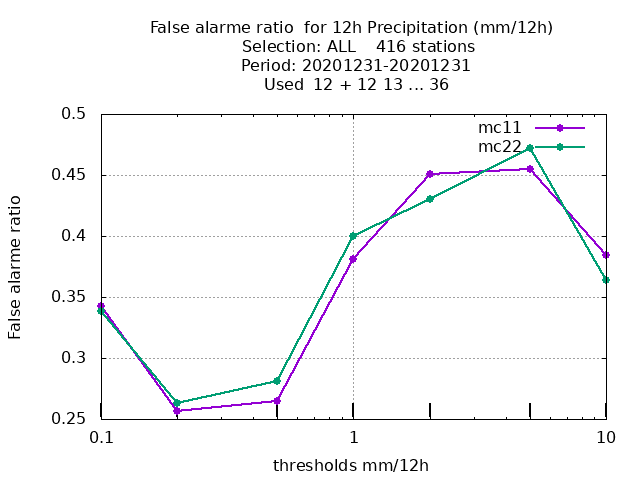 False alarme ratio  for 12h Precipitation (mm/12h)
Selection: ALL    416 stations
Period: 20201231-20201231
Used  12 + 12 13 ... 36
mc11
mc22
0.5
0.45
0.4
0.35
0.3
0.25
False alarme ratio
0.1
1
10
thresholds mm/12h